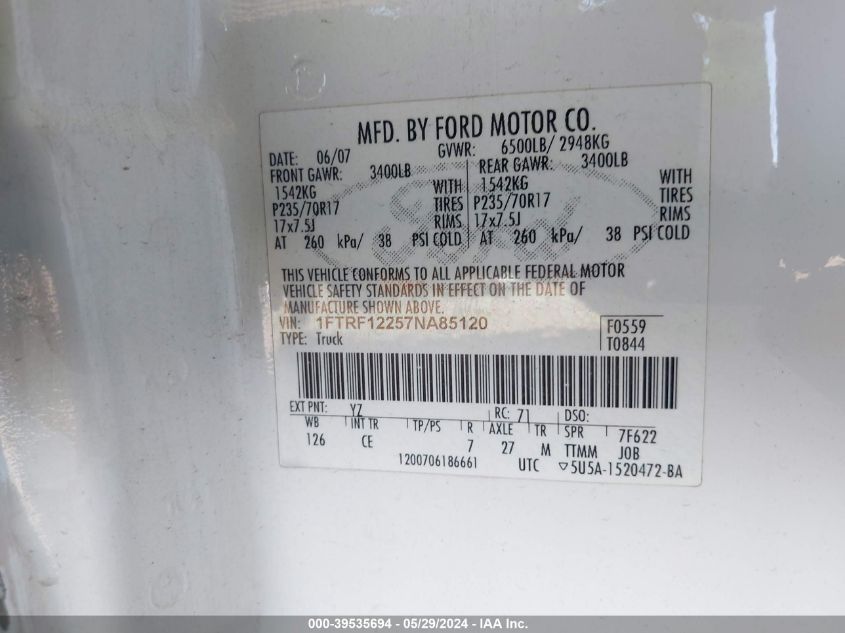 MFD. BY FORD MOTOR CO.
DATE: 06/07 GVWR: 6500LB/ 2948KG
FRONT GAWR: 3400LB REAR GAWR: 3400LB
1542KG WITH 1542KG WITH
P235/70R17 TIRES P235/70R17 TIRES
17x7.5J RIMS 17x7.5J RIMS
AT 260 kPa/ 38 PSI COLD AT 260 kPa/ 38 PSI COLD
Ford
THIS VEHICLE CONFORMS TO ALL APPLICABLE FEDERAL MOTOR
VEHICLE SAFETY STANDARDS IN EFFECT ON THE DATE OF
MANUFACTURE SHOWN ABOVE.
VIN: 1FTRF12257NA85120 F0559
TYPE: Truck T0844
EXT PNT: YZ RC: 71 DSO:
WB INT TR TP/PS R AXLE TR SPR 7F622
126 CE 7 27 M TTMM JOB
1200706186661 UTC ▽5U5A-1520472-BA
000-39535694 - 05/29/2024 - IAA Inc.